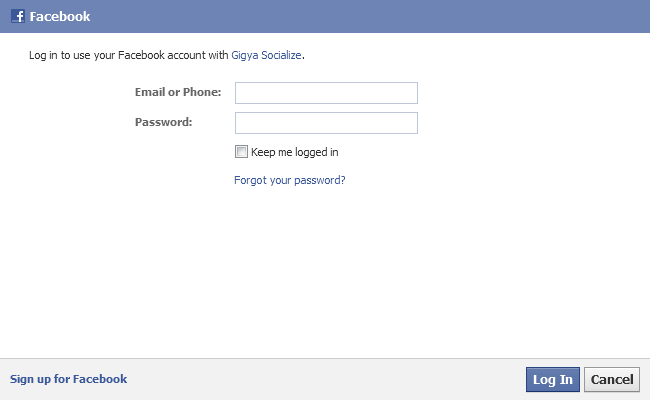 Facebook
Log in to use your Facebook account with Gigya Socialize.
Email or Phone:
Password:
Keep me logged in
Forgot your password?
Sign up for Facebook Log In Cancel